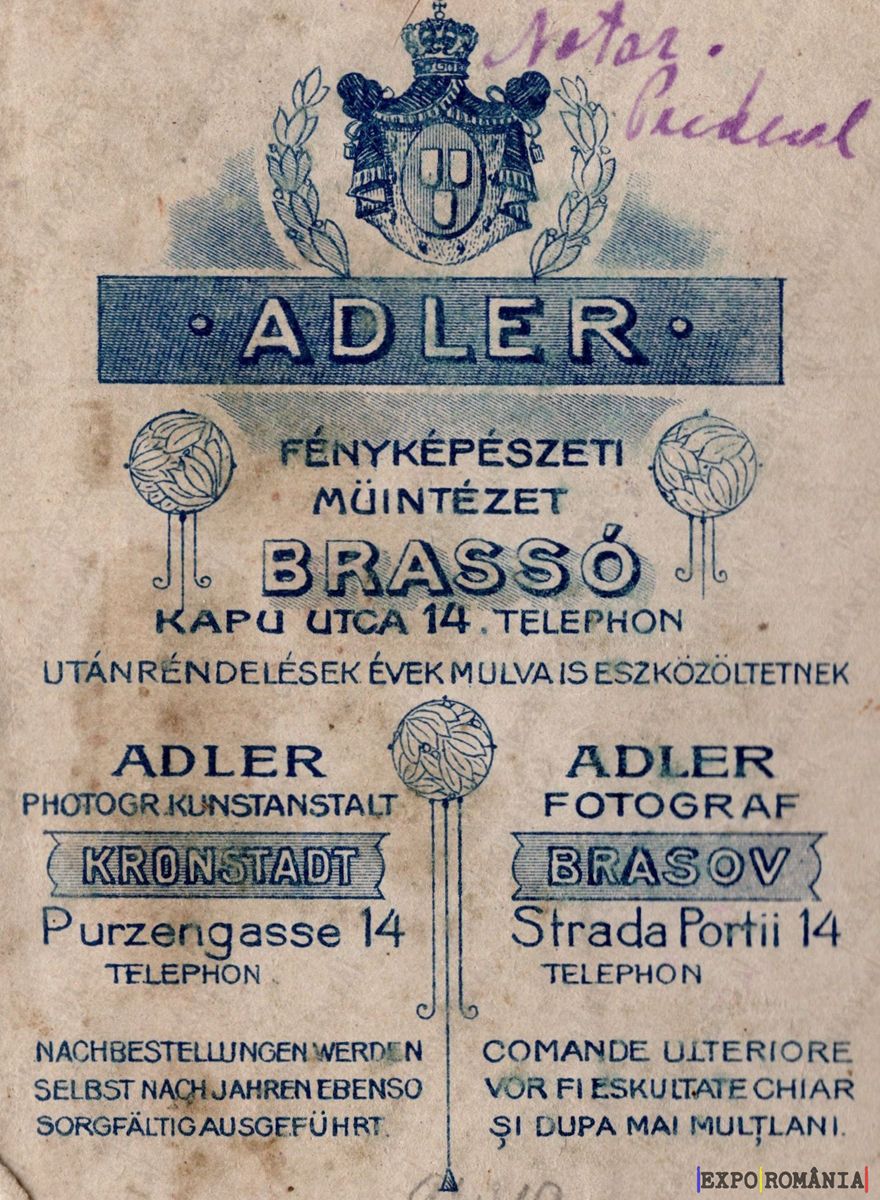 Notar.
· ADLER ·
FÉNYKÉPÉSZETI
MÜINTÉZET
BRASSÓ
KAPU UTCA 14. TELEPHON
UTÁNRÉNDELÉSEK ÉVEK MULVA IS ESZKÖZÖLTETNEK
ADLER
PHOTOGR. KUNSTANSTALT
KRONSTADT
Purzengasse 14
TELEPHON.
NACHBESTELLUNGEN WERDEN
SELBST NACH JAHREN EBENSO
SORGFÄLTIG AUSGEFÜHRT.
ADLER
FOTOGRAF
BRASOV
Strada Portii 14
TELEPHON
COMANDE ULTERIORE
VOR FI ESKULTATE CHIAR
ȘI DUPA MAI MULȚI ANI.
EXPO ROMÂNIA